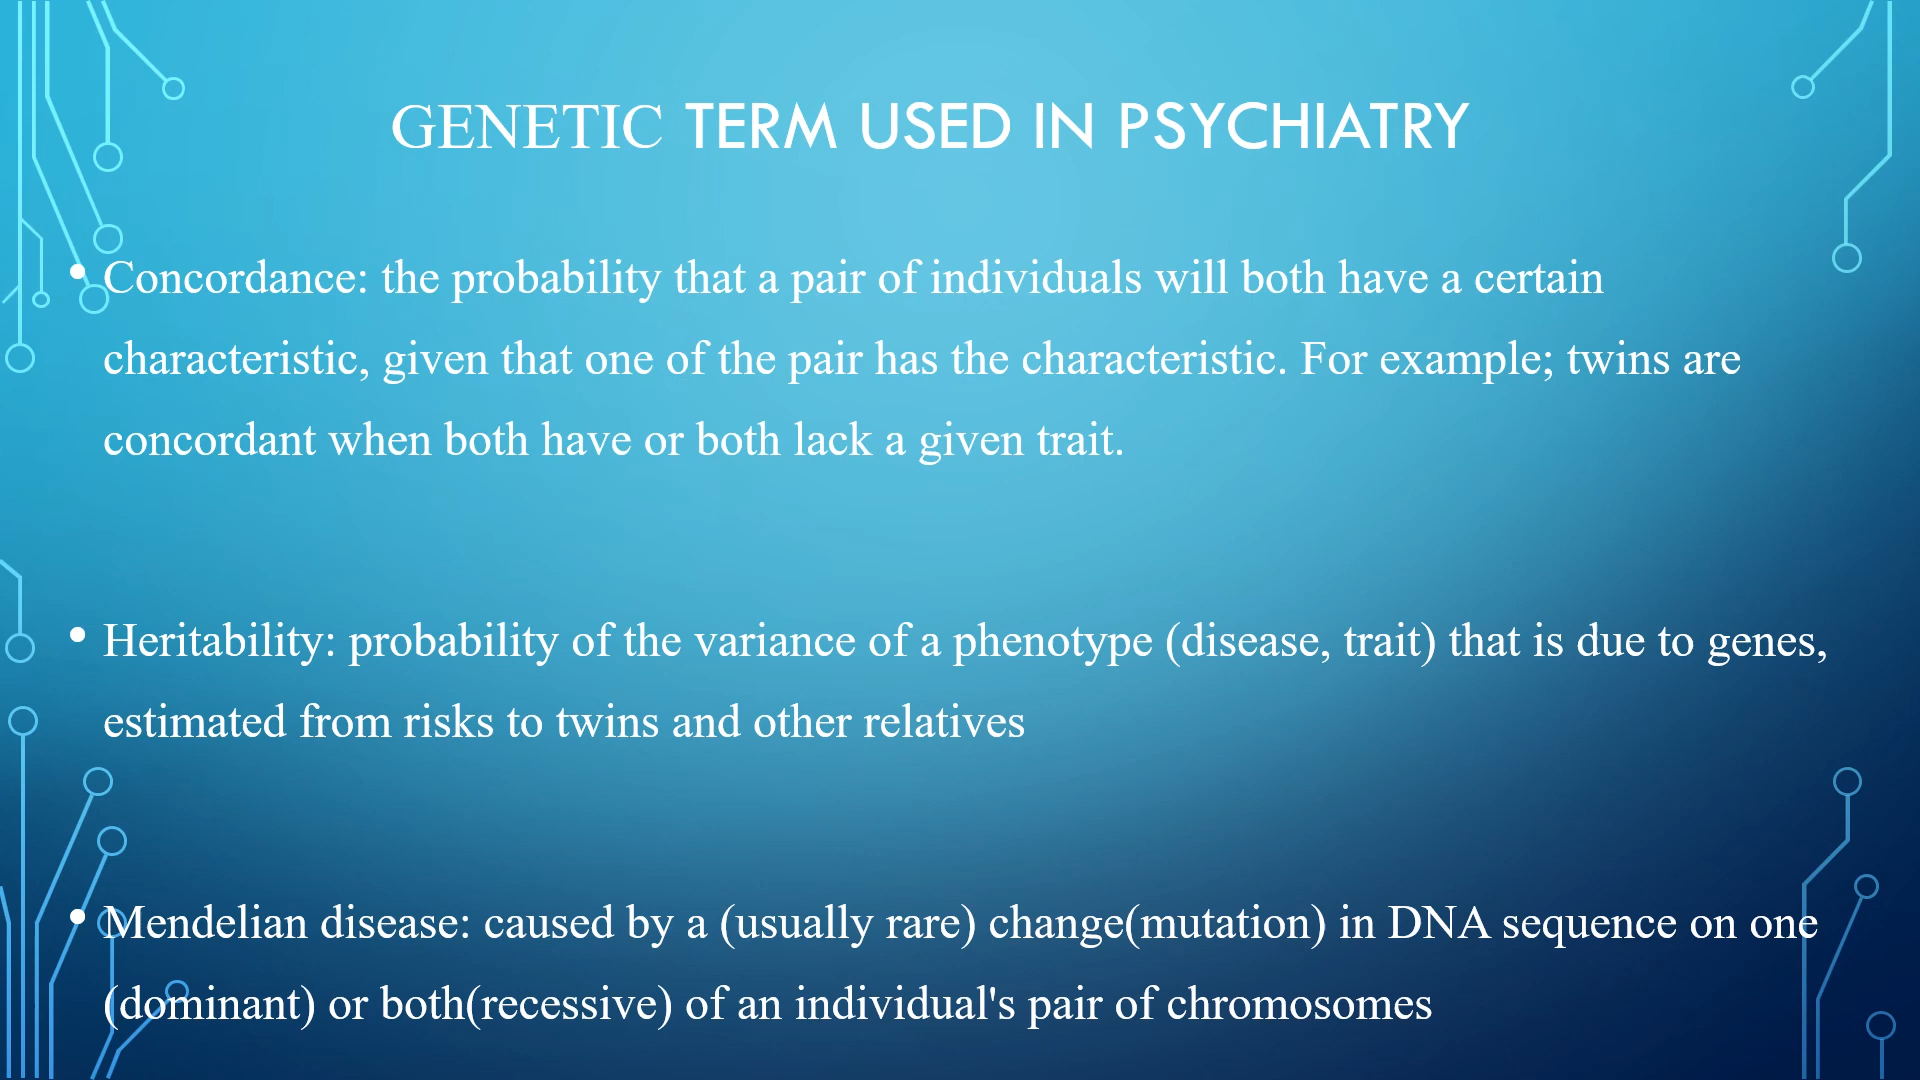 GENETIC TERM USED IN PSYCHIATRY
• Concordance: the probability that a pair of individuals will both have a certain
characteristic, given that one of the pair has the characteristic. For example; twins are
concordant when both have or both lack a given trait.
• Heritability: probability of the variance of a phenotype (disease, trait) that is due to genes,
estimated from risks to twins and other relatives
• Mendelian disease: caused by a (usually rare) change(mutation) in DNA sequence on one
(dominant) or both(recessive) of an individual's pair of chromosomes